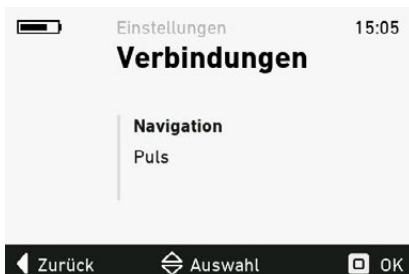 Einstellungen 15:05
Verbindungen
Navigation
Puls
Zurück Auswahl OK